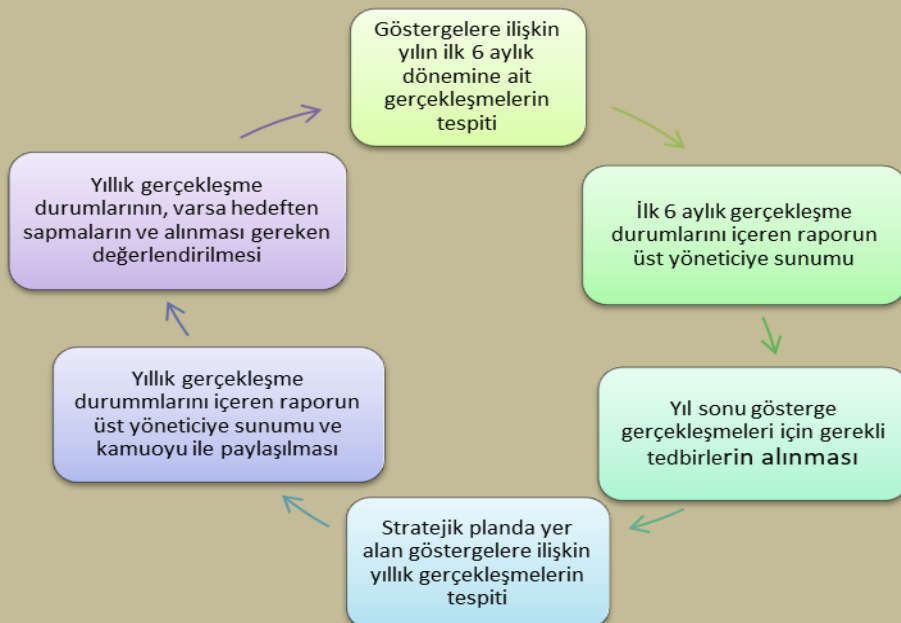 Göstergelere ilişkin
yılın ilk 6 aylık
dönemine ait
gerçekleşmelerin
tespiti
İlk 6 aylık gerçekleşme
durumlarını içeren raporun
üst yöneticiye sunumu
Yıl sonu gösterge
gerçekleşmeleri için gerekli
tedbirlerin alınması
Stratejik planda yer
alan göstergelere ilişkin
yıllık gerçekleşmelerin
tespiti
Yıllık gerçekleşme
durummlarını içeren raporun
üst yöneticiye sunumu ve
kamuoyu ile paylaşılması
Yıllık gerçekleşme
durumlarının, varsa hedeften
sapmaların ve alınması gereken
değerlendirilmesi